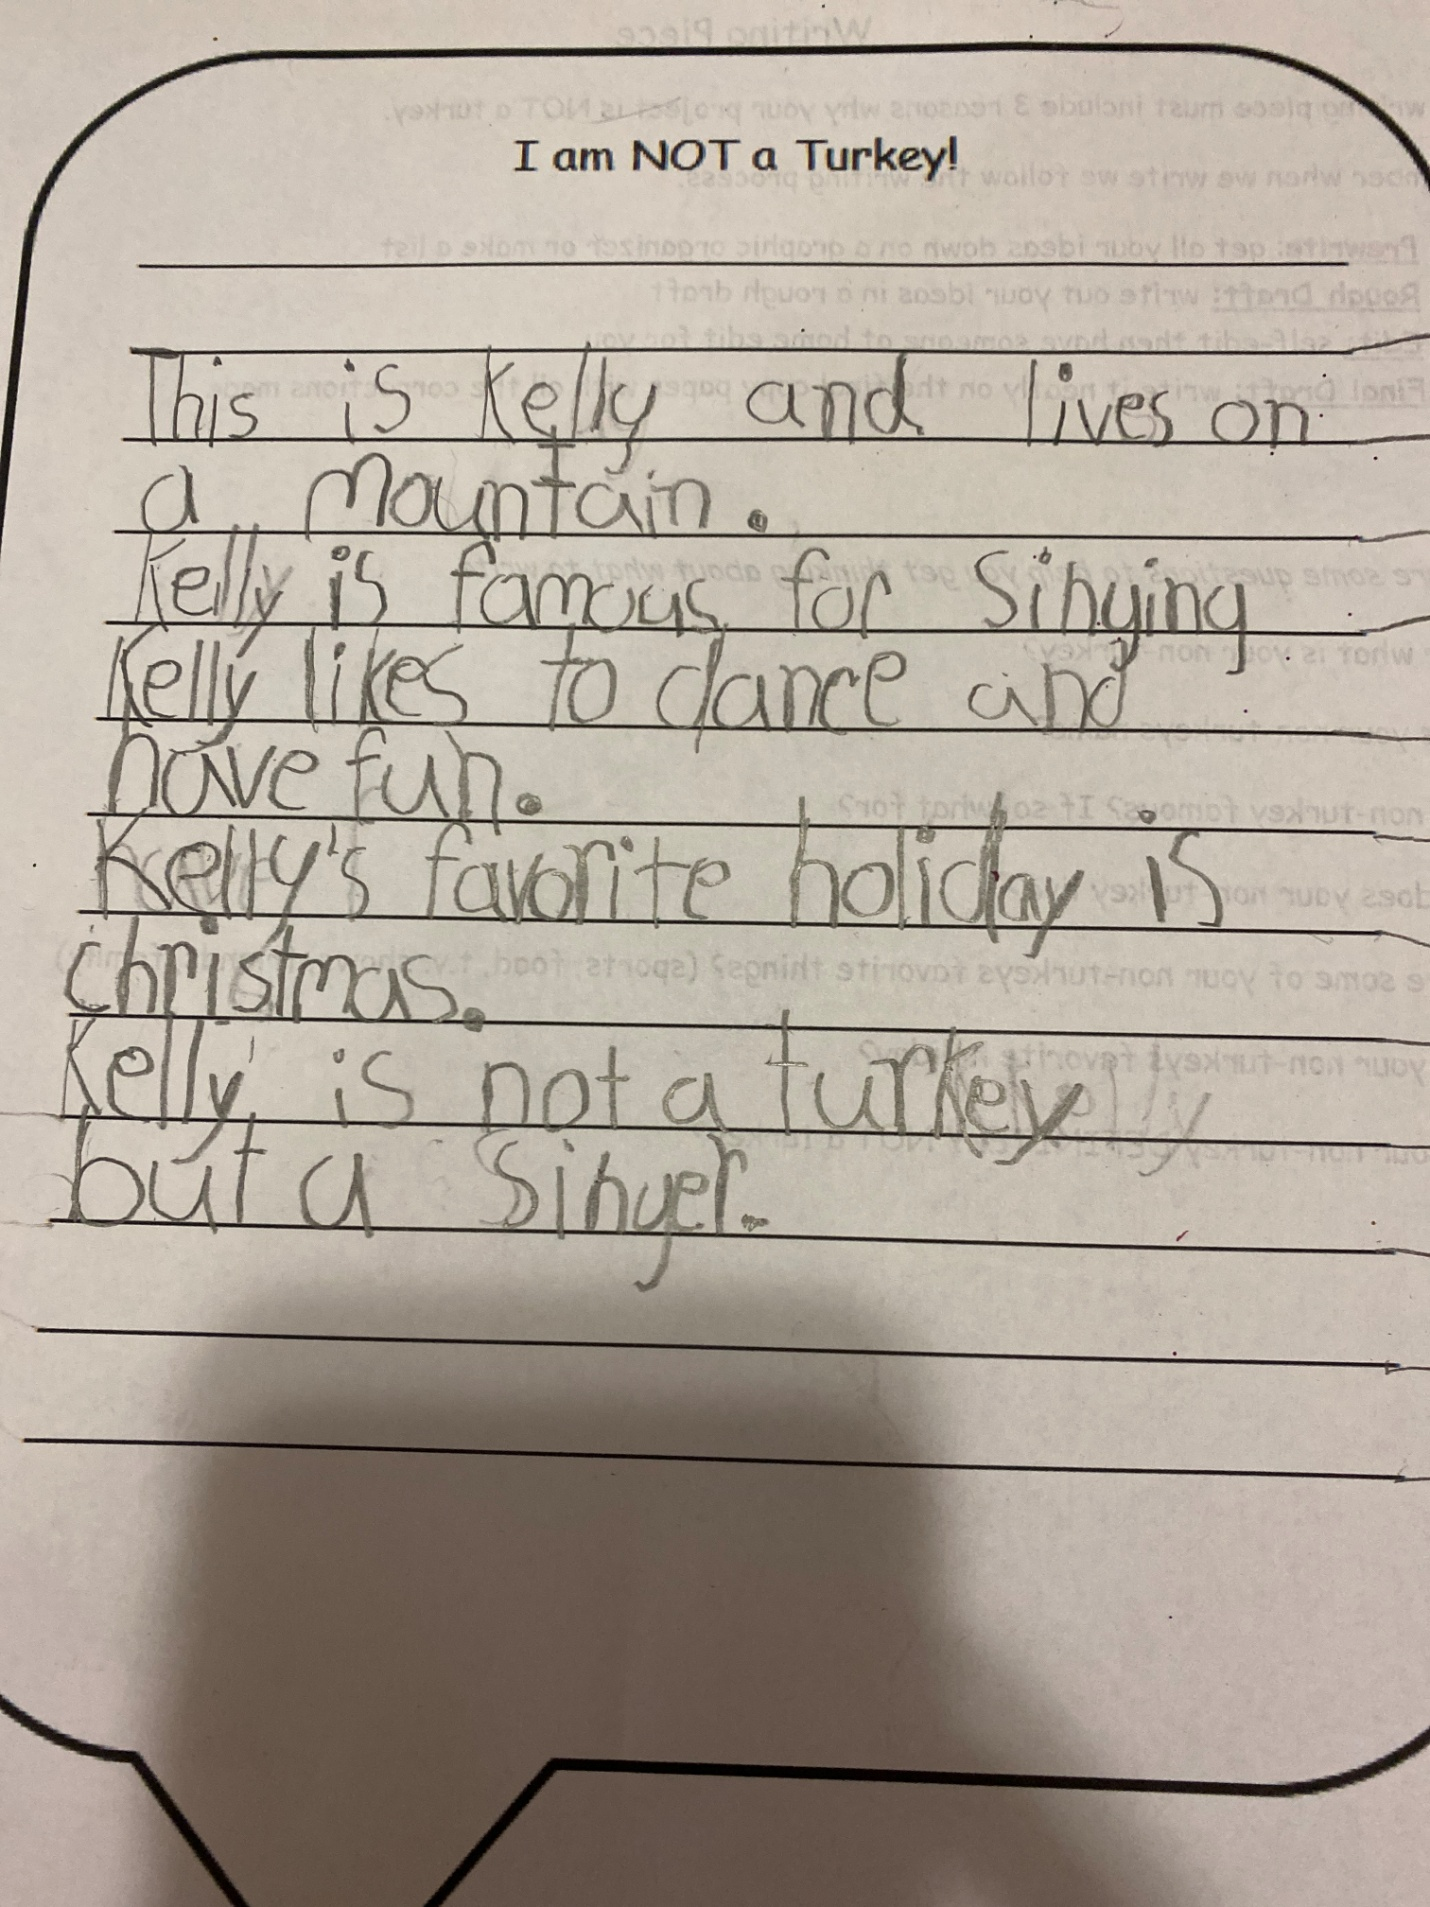 I am NOT a Turkey!
This is Kelly and lives on
a mountain.
Kelly is famous for Singing
Kelly likes to dance and
have fun.
Kelly's favorite holiday is
christmas.
Kelly is not a turkey
but a Singer.